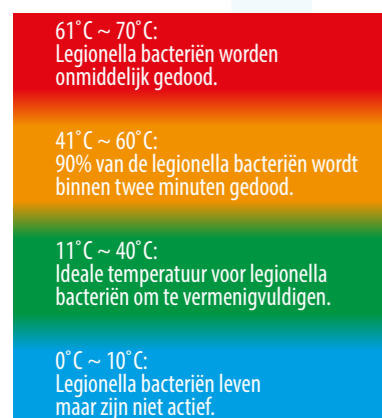 61˚C ~ 70˚C:
Legionella bacteriën worden
onmiddelijk gedood.
41˚C ~ 60˚C:
90% van de legionella bacteriën wordt
binnen twee minuten gedood.
11˚C ~ 40˚C:
Ideale temperatuur voor legionella
bacteriën om te vermenigvuldigen.
0˚C ~ 10˚C:
Legionella bacteriën leven
maar zijn niet actief.